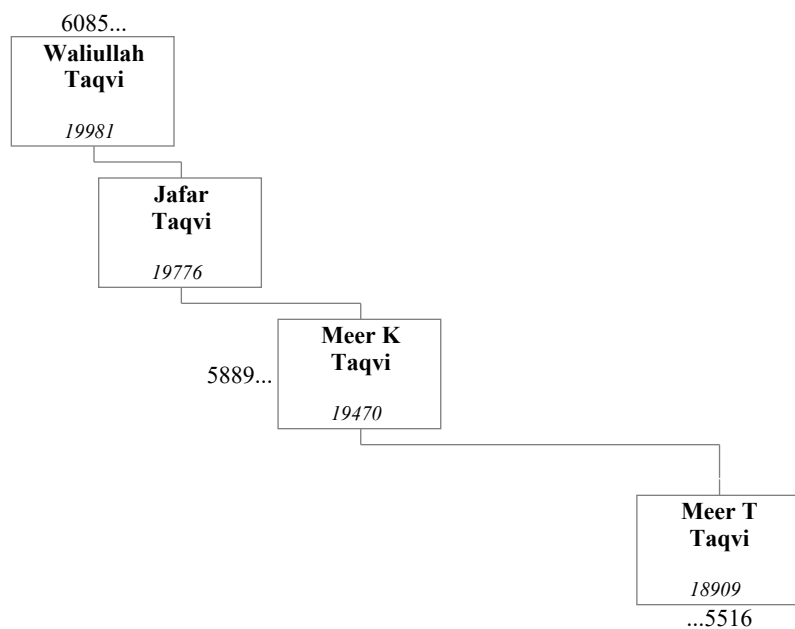 6085...
Waliullah
Taqvi
19981
Jafar
Taqvi
19776
Meer K
Taqvi
5889...
19470
Meer T
Taqvi
18909
...5516